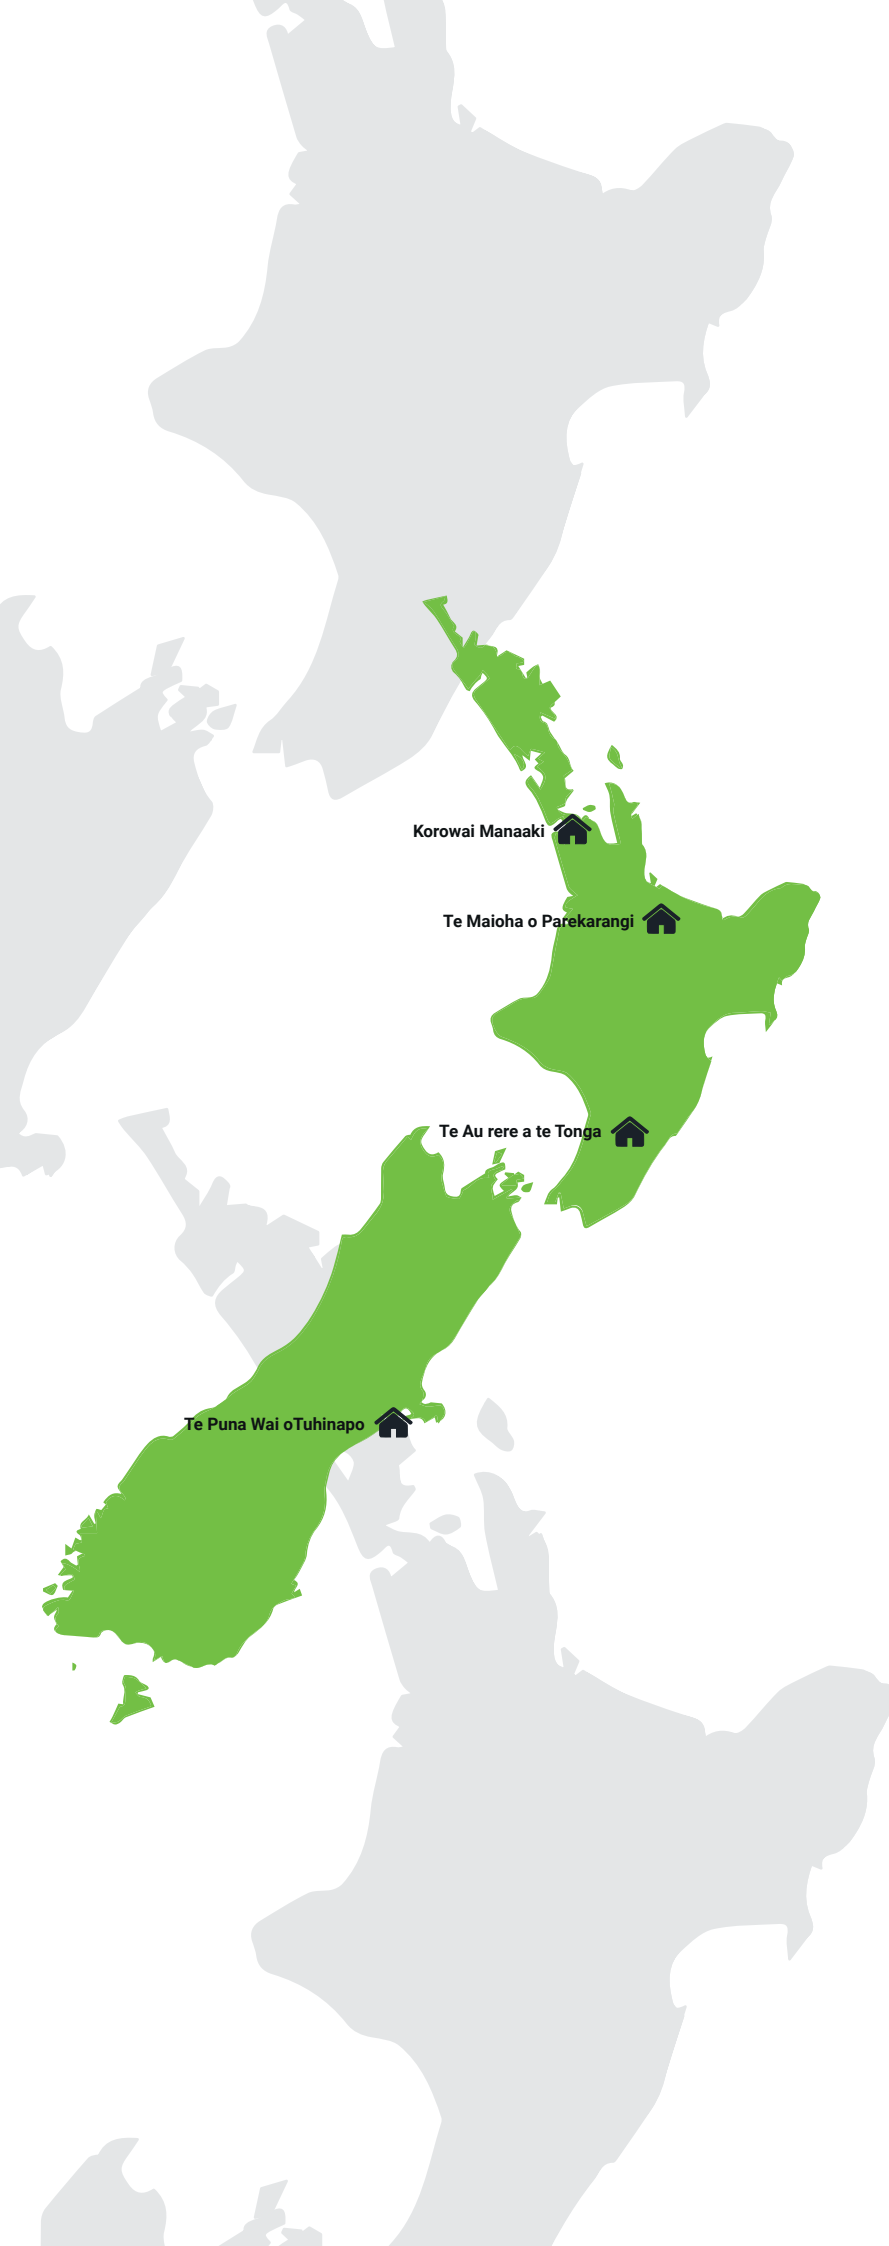 Korowai Manaaki
Te Maioha o Parekarangi
Te Au rere a te Tonga
Te Puna Wai oTuhinapo